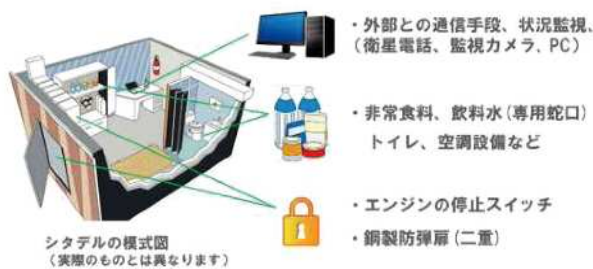 ・外部との通信手段、状況監視、
（衛星電話、監視カメラ、PC）
・非常食料、飲料水（専用蛇口）
トイレ、空調設備など
・エンジンの停止スイッチ
・鋼製防弾扉（二重）
シタデルの模式図
（実際のものとは異なります）